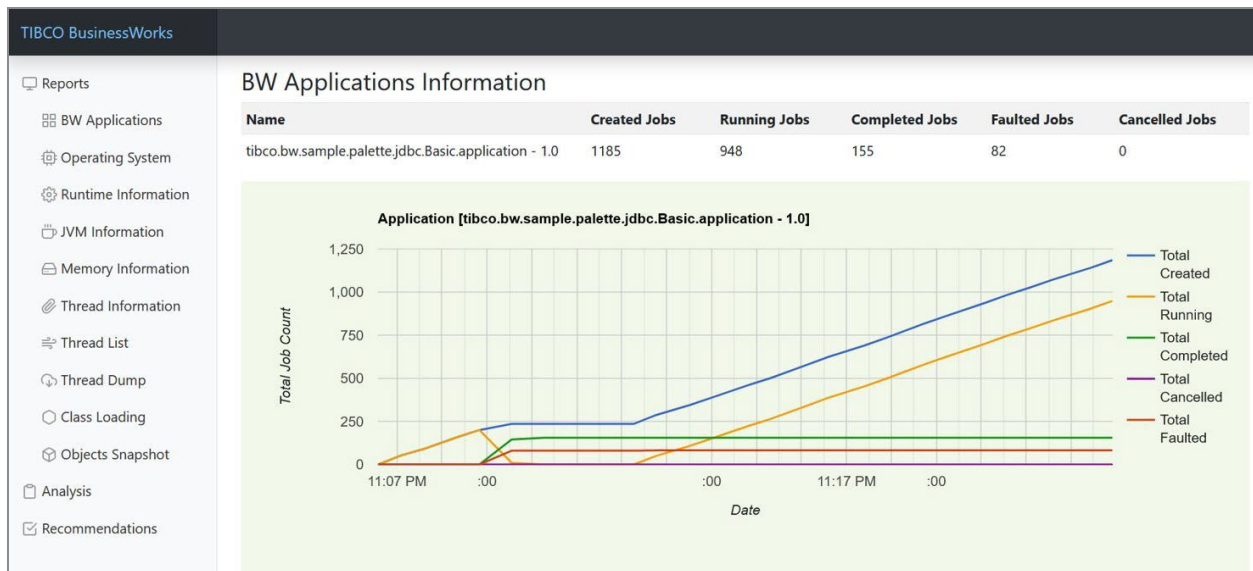 TIBCO BusinessWorks
Reports
BW Applications
Operating System
Runtime Information
JVM Information
Memory Information
Thread Information
Thread List
Thread Dump
Class Loading
Objects Snapshot
Analysis
Recommendations
BW Applications Information
Name Created Jobs Running Jobs Completed Jobs Faulted Jobs Cancelled Jobs
tibco.bw.sample.palette.jdbc.Basic.application - 1.0 1185 948 155 82 0
Application [tibco.bw.sample.palette.jdbc.Basic.application - 1.0]
Total Job Count
1,250
1,000
750
500
250
0
11:07 PM :00 :00 11:17 PM :00
Date
Total
Created
Total
Running
Total
Completed
Total
Cancelled
Total
Faulted